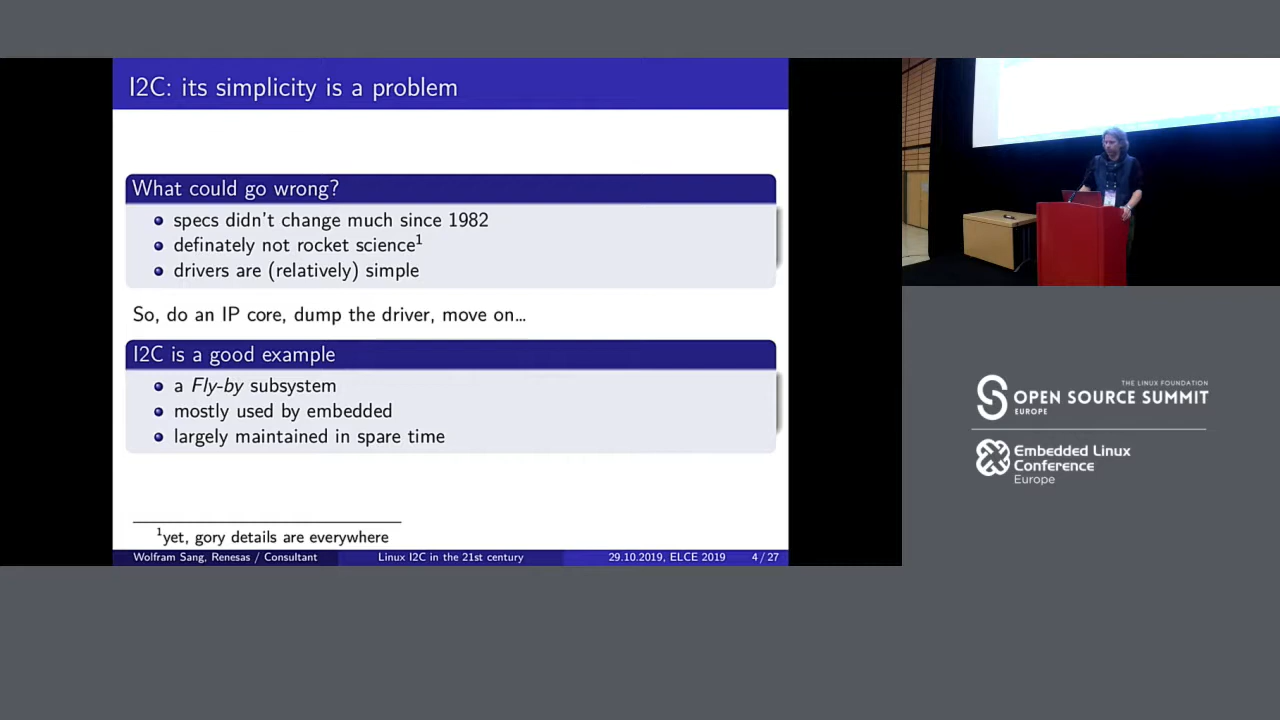 I2C: its simplicity is a problem
What could go wrong?
specs didn't change much since 1982
definately not rocket science1
drivers are (relatively) simple
So, do an IP core, dump the driver, move on…
I2C is a good example
a Fly-by subsystem
mostly used by embedded
largely maintained in spare time
1yet, gory details are everywhere
Wolfram Sang, Renesas / Consultant Linux I2C in the 21st century 29.10.2019, ELCE 2019 4 / 27
THE LINUX FOUNDATION
OPEN SOURCE SUMMIT
EUROPE
Embedded Linux
Conference
Europe